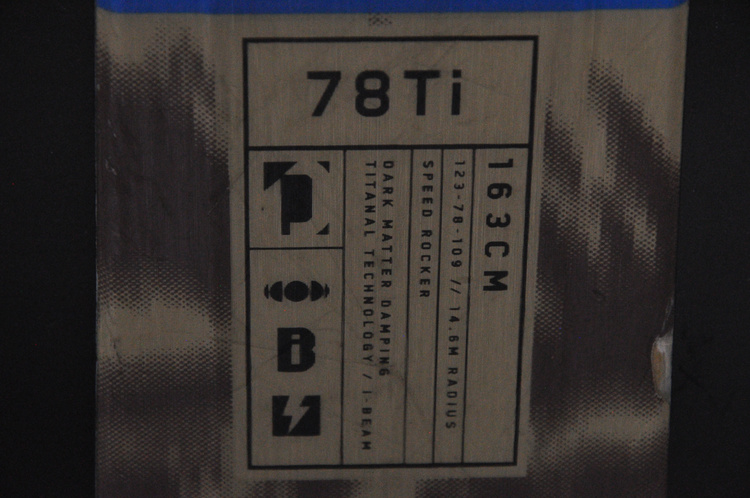 78Ti
163CM
123-78-109 // 14.6M RADIUS
SPEED ROCKER
DARK MATTER DAMPING
TITANAL TECHNOLOGY / I-BEAM
P
B